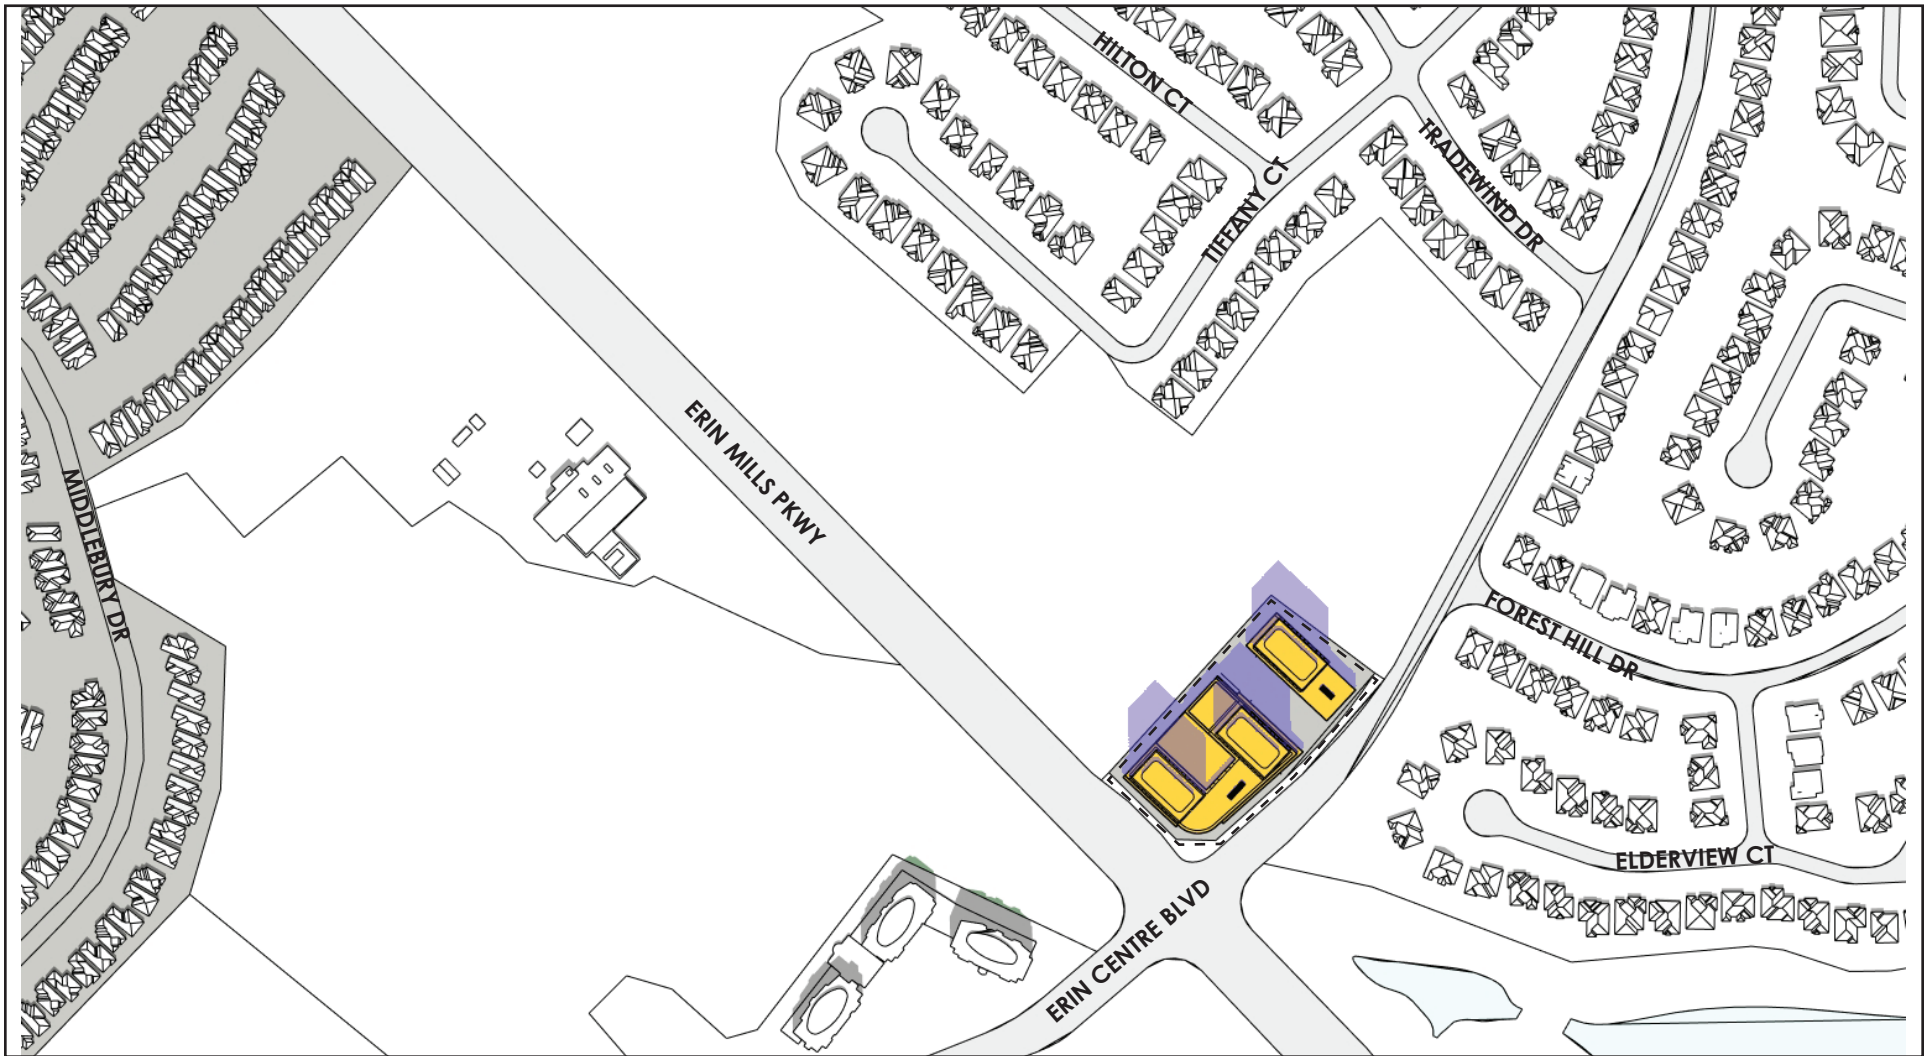 HILTON CT
TRADEWIND DR
TIFFANY CT
ERIN MILLS PKWY
MIDDLEBURY DR
FOREST HILL DR
ELDERVIEW CT
ERIN CENTRE BLVD